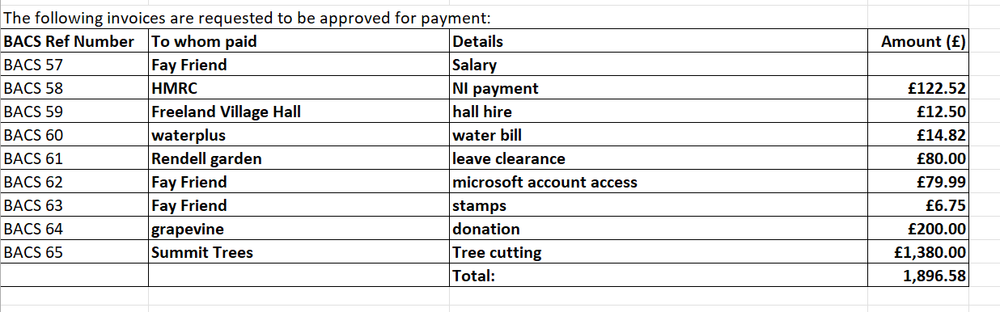 The following invoices are requested to be approved for payment:
BACS Ref Number To whom paid Details Amount (£)
BACS 57 Fay Friend Salary
BACS 58 HMRC NI payment £122.52
BACS 59 Freeland Village Hall hall hire £12.50
BACS 60 waterplus water bill £14.82
BACS 61 Rendell garden leave clearance £80.00
BACS 62 Fay Friend microsoft account access £79.99
BACS 63 Fay Friend stamps £6.75
BACS 64 grapevine donation £200.00
BACS 65 Summit Trees Tree cutting £1,380.00
Total: 1,896.58